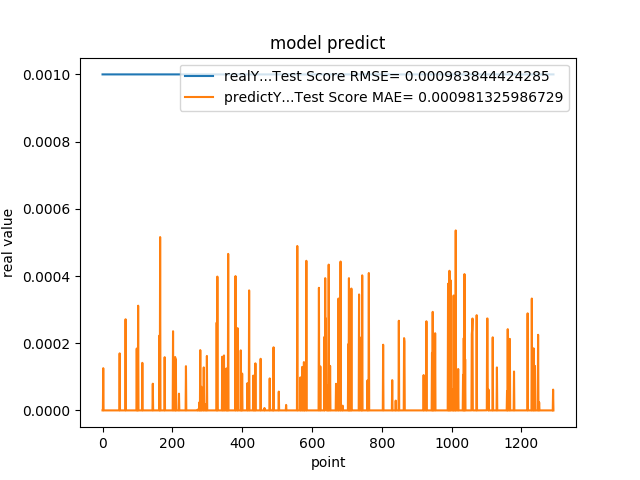 model predict
realY...Test Score RMSE= 0.000983844424285
predictY...Test Score MAE= 0.000981325986729
real value
0.0010
0.0008
0.0006
0.0004
0.0002
0.0000
0 200 400 600 800 1000 1200
point